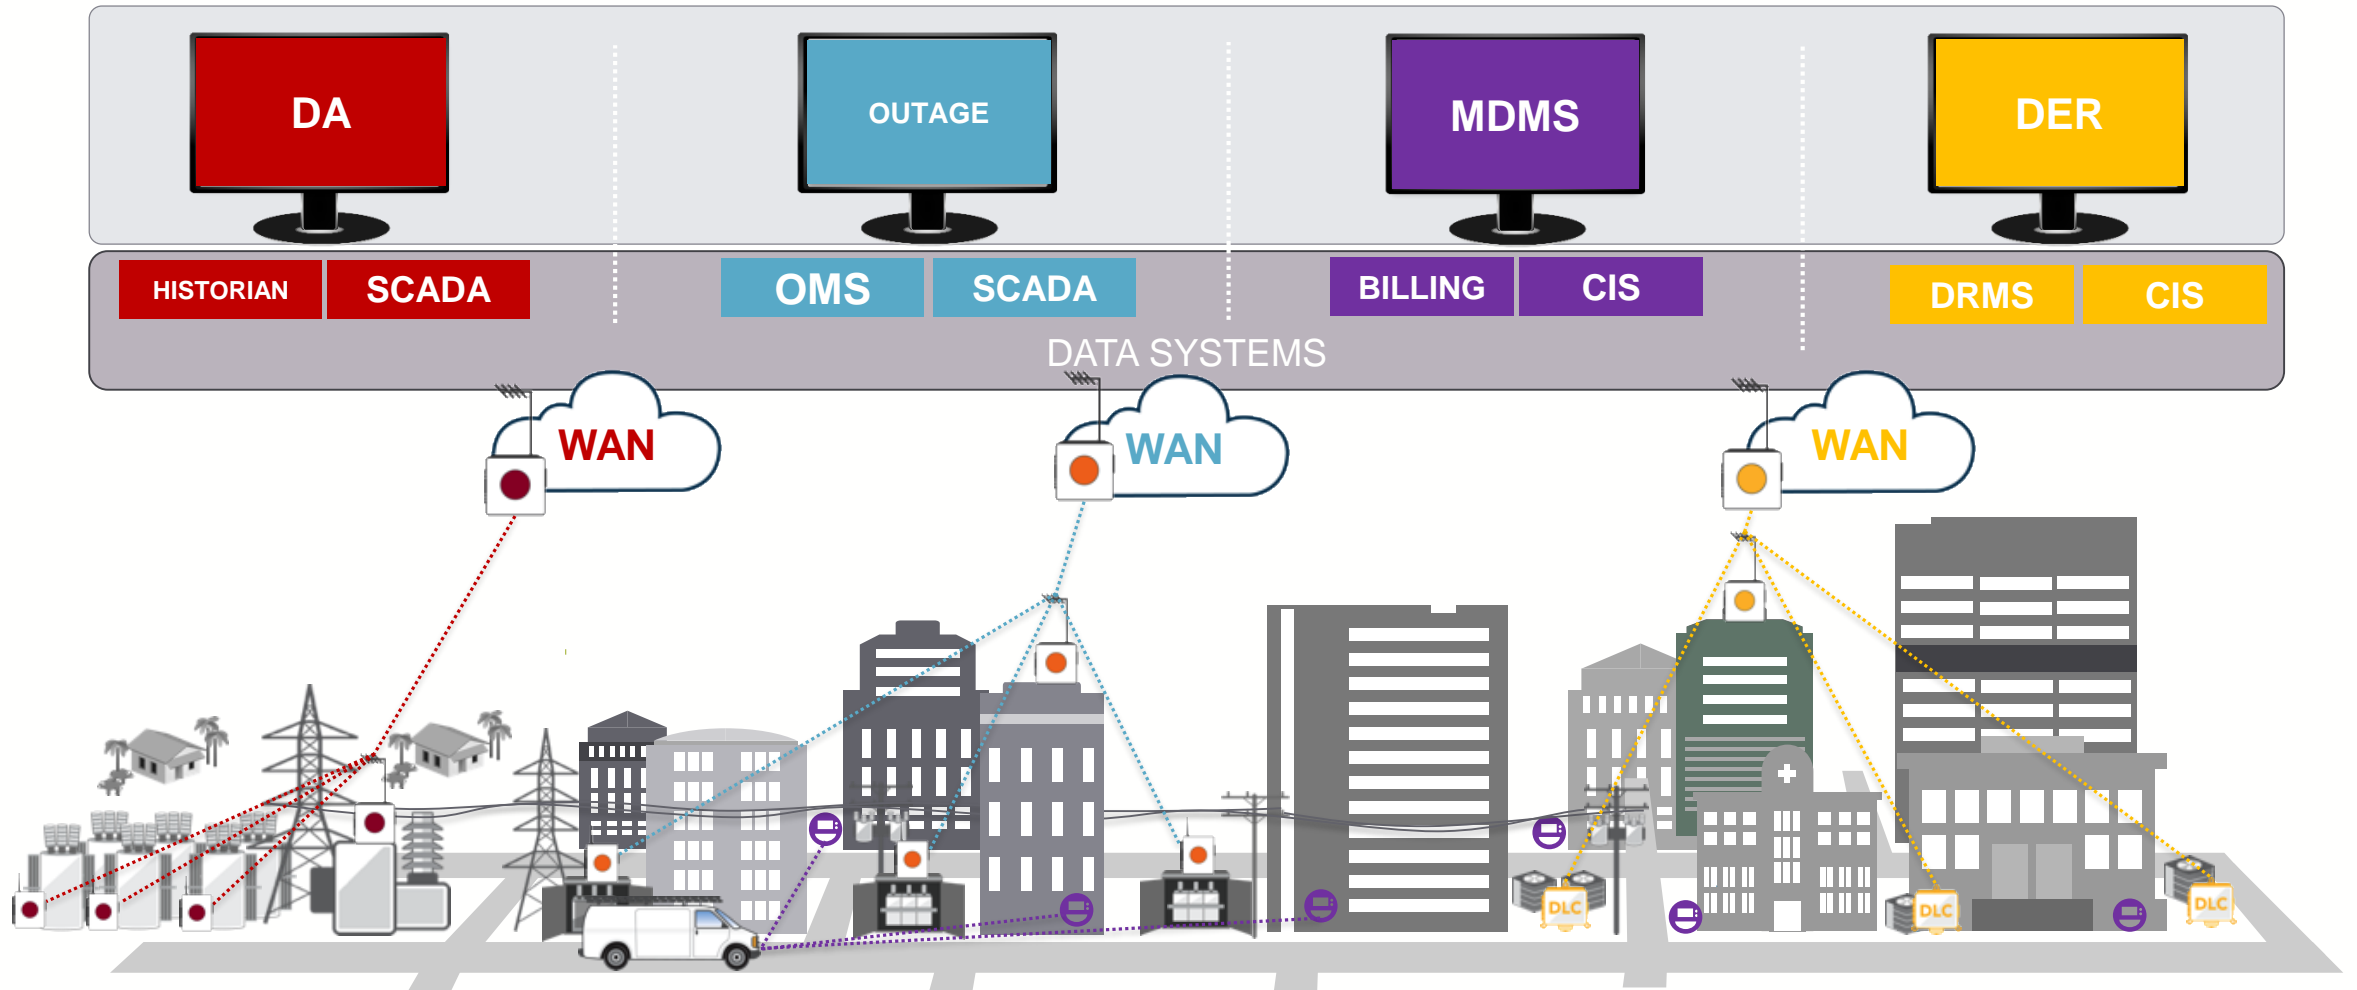 DA
OUTAGE
MDMS
DER
HISTORIAN
SCADA
OMS
SCADA
BILLING
CIS
DRMS
CIS
DATA SYSTEMS
WAN
WAN
WAN
DLC
DLC
DLC